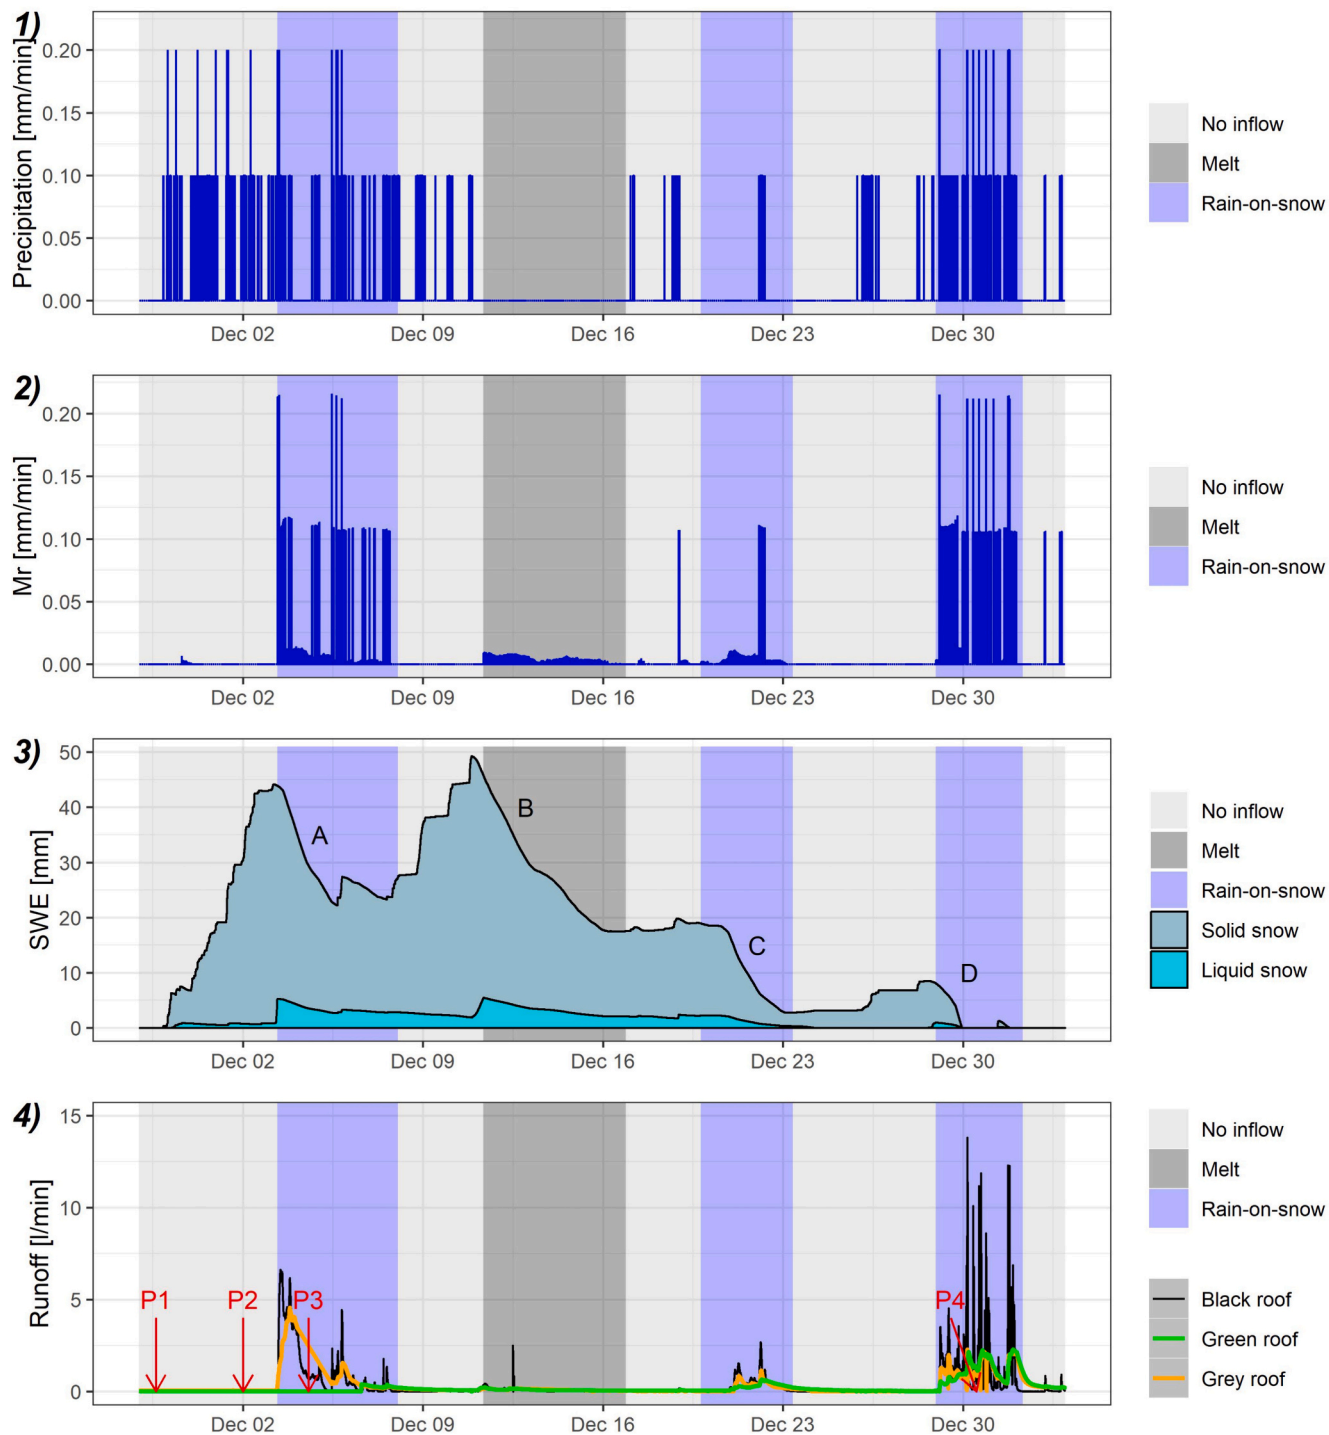 1)
Precipitation [mm/min]
0.20
0.15
0.10
0.05
0.00
Dec 02
Dec 09
Dec 16
Dec 23
Dec 30
No inflow
Melt
Rain-on-snow
2)
Mr [mm/min]
0.20
0.15
0.10
0.05
0.00
Dec 02
Dec 09
Dec 16
Dec 23
Dec 30
No inflow
Melt
Rain-on-snow
3)
SWE [mm]
50
40
30
20
10
0
A
B
C
D
Dec 02
Dec 09
Dec 16
Dec 23
Dec 30
No inflow
Melt
Rain-on-snow
Solid snow
Liquid snow
4)
Runoff [l/min]
15
10
5
0
P1
P2
P3
P4
Dec 02
Dec 09
Dec 16
Dec 23
Dec 30
No inflow
Melt
Rain-on-snow
Black roof
Green roof
Grey roof